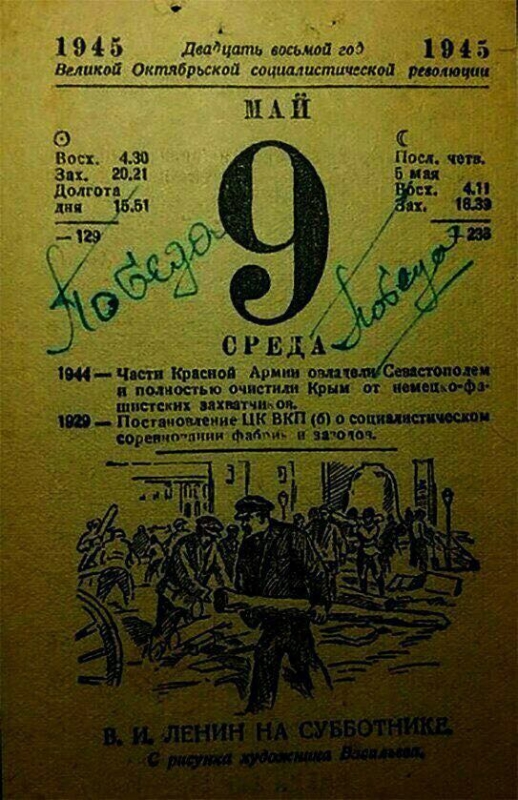 1945 Двадцать восьмой год 1945
Великой Октябрьской социалистической революции
МАЙ
Восх. 4.30
Зах. 20.21
Долгота
дня 15.51
— 129
9
Посл. четв.
5 мая
Восх. 4.11
Зах. 16.39
— 236
Победа
Победа
СРЕДА
1944 — Части Красной Армии овладели Севастополем
и полностью очистили Крым от немецко-фа-
шистских захватчиков.
1929 — Постановление ЦК ВКП (б) о социалистическом
соревновании фабрик и заводов.
В. И. ЛЕНИН НА СУББОТНИКЕ.
С рисунка художника Васильева.